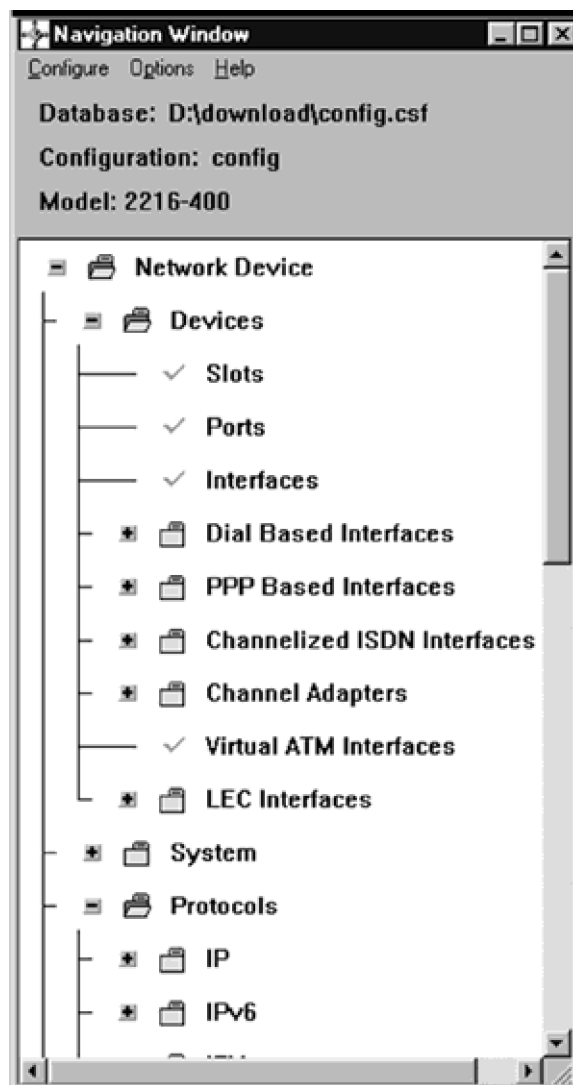 Navigation Window
Configure Options Help
Database: D:\download\config.csf
Configuration: config
Model: 2216-400
Network Device
Devices
Slots
Ports
Interfaces
Dial Based Interfaces
PPP Based Interfaces
Channelized ISDN Interfaces
Channel Adapters
Virtual ATM Interfaces
LEC Interfaces
System
Protocols
IP
IPv6